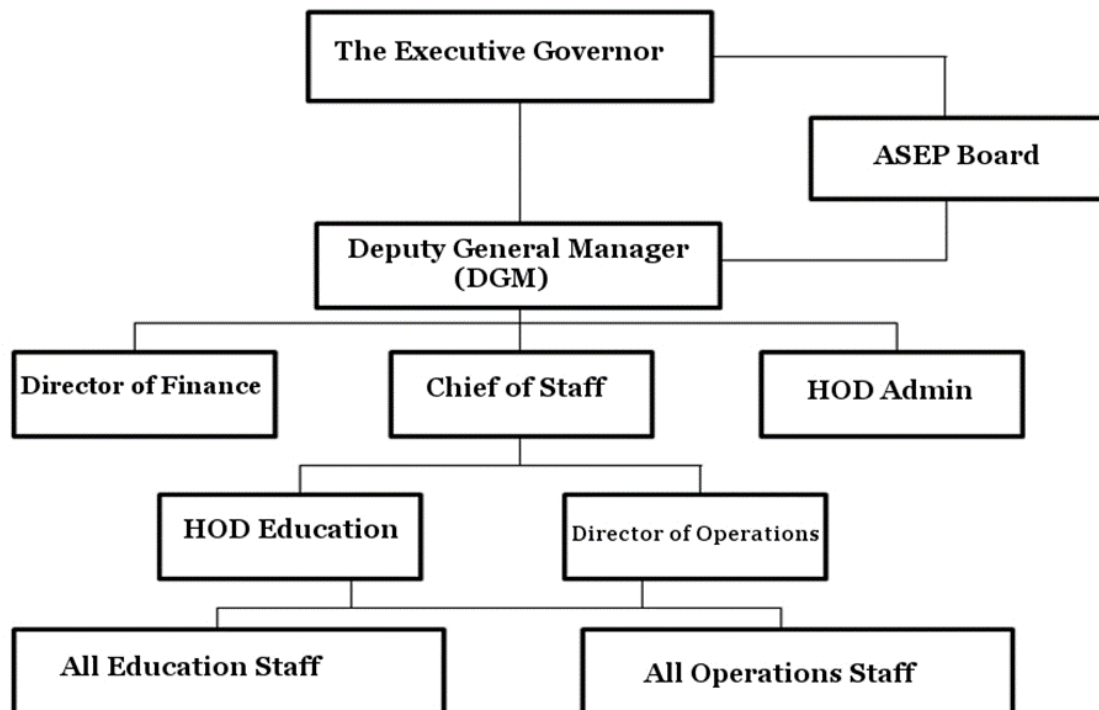 The Executive Governor
ASEP Board
Deputy General Manager
(DGM)
Director of Finance
Chief of Staff
HOD Admin
HOD Education
Director of Operations
All Education Staff
All Operations Staff